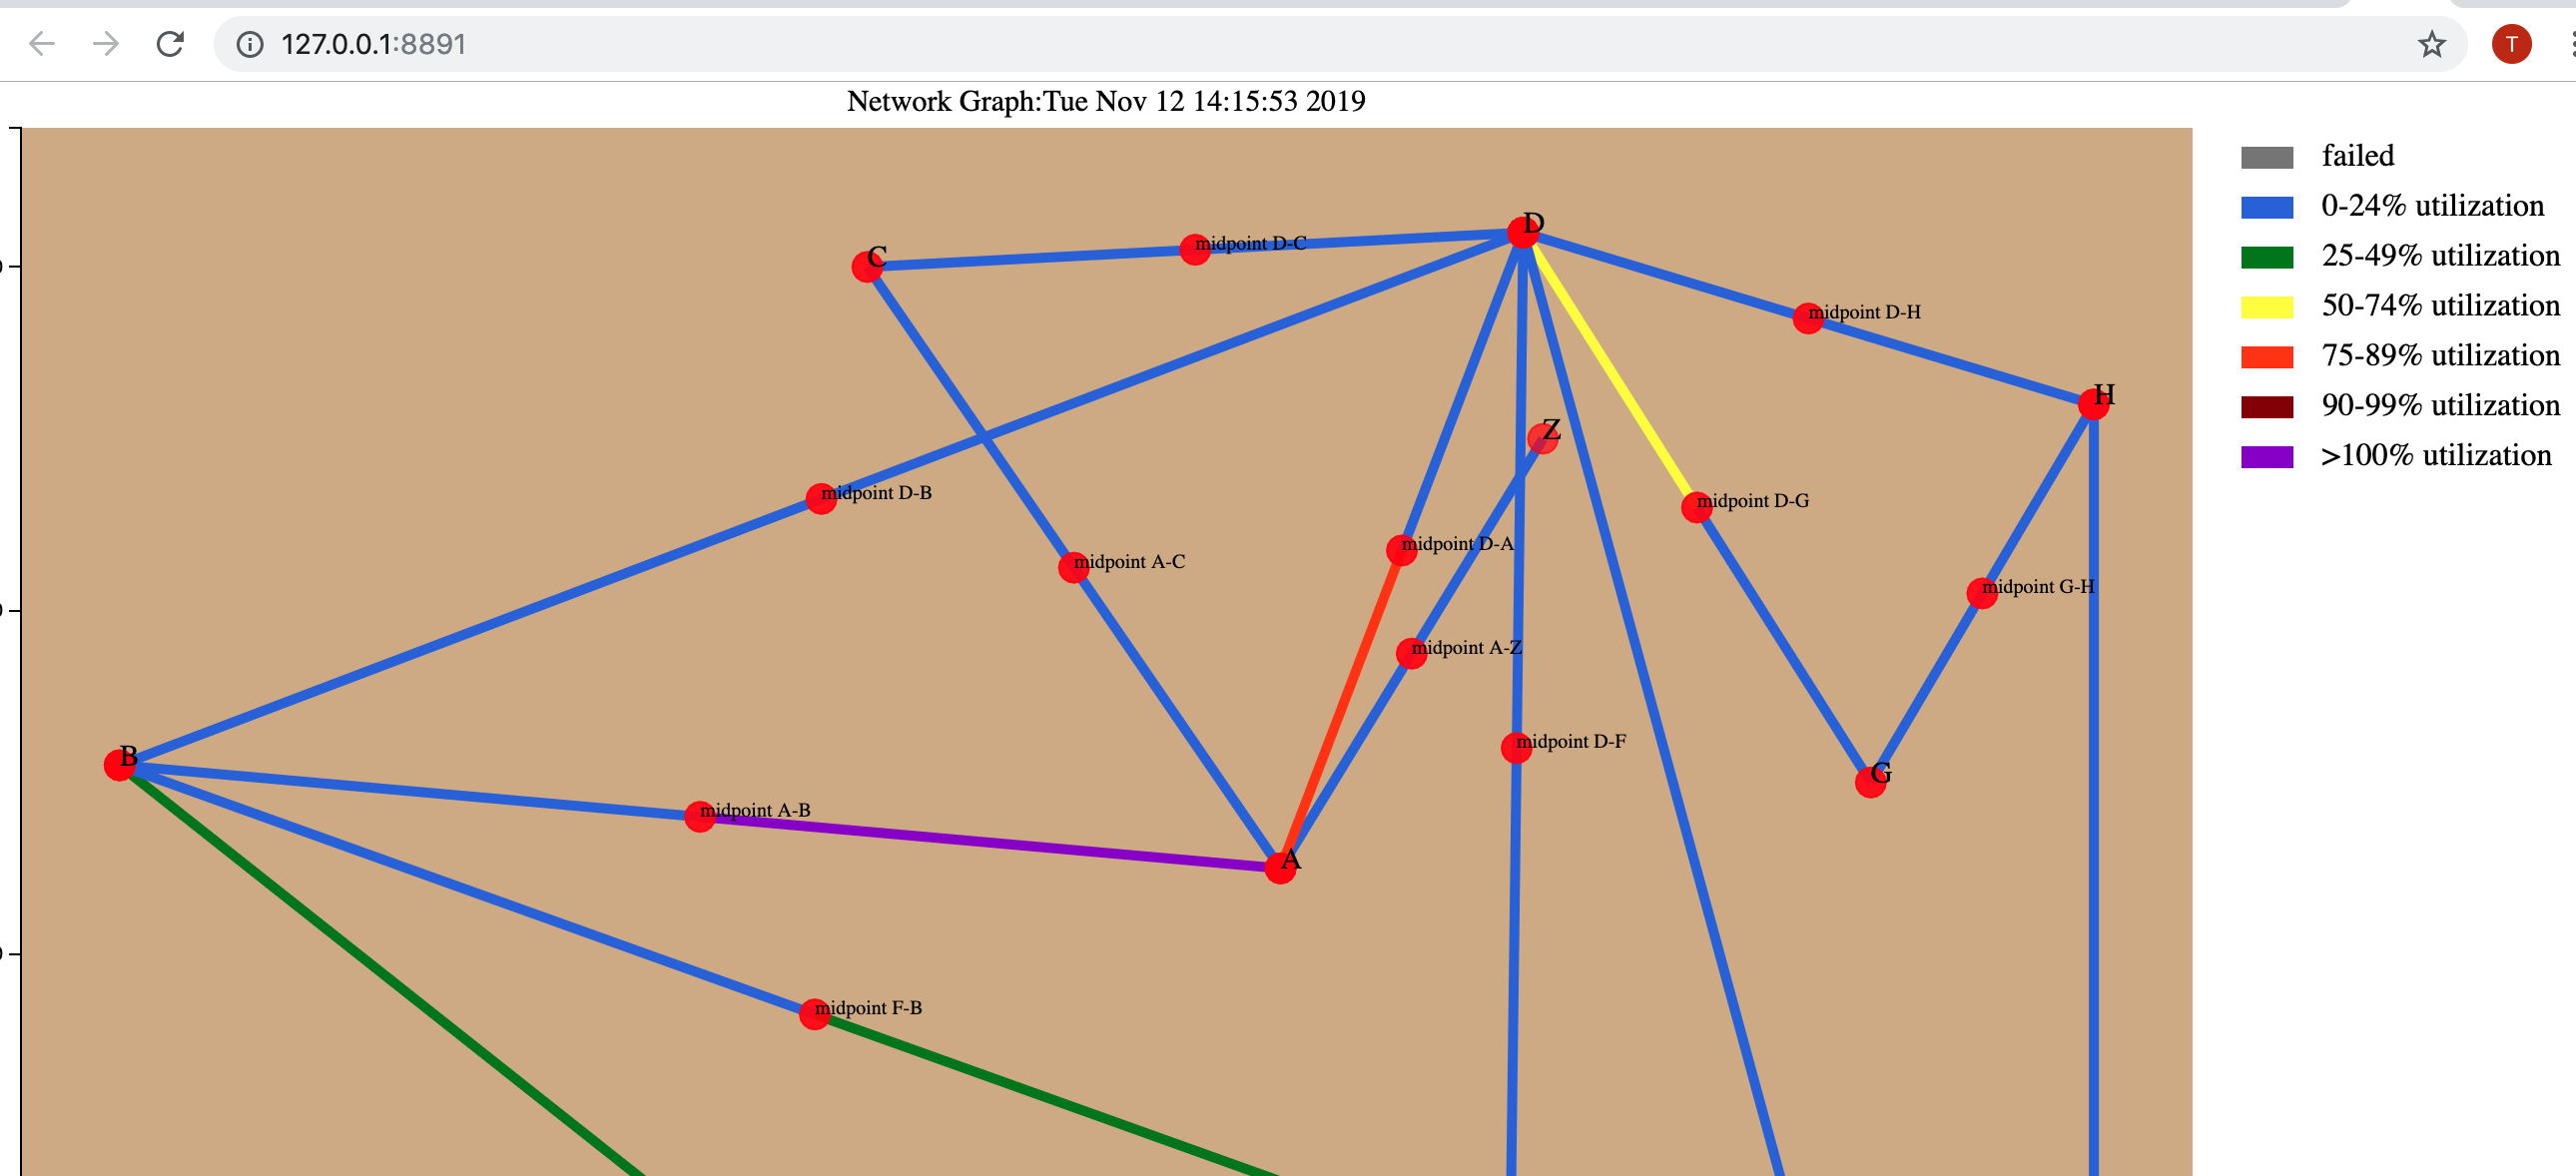 127.0.0.1:8891
T
Network Graph:Tue Nov 12 14:15:53 2019
failed
0-24% utilization
25-49% utilization
50-74% utilization
75-89% utilization
90-99% utilization
>100% utilization
D
C
midpoint D-C
midpoint D-H
H
Z
midpoint D-B
midpoint D-G
midpoint D-A
midpoint A-C
midpoint G-H
midpoint A-Z
midpoint D-F
B
G
midpoint A-B
A
midpoint F-B